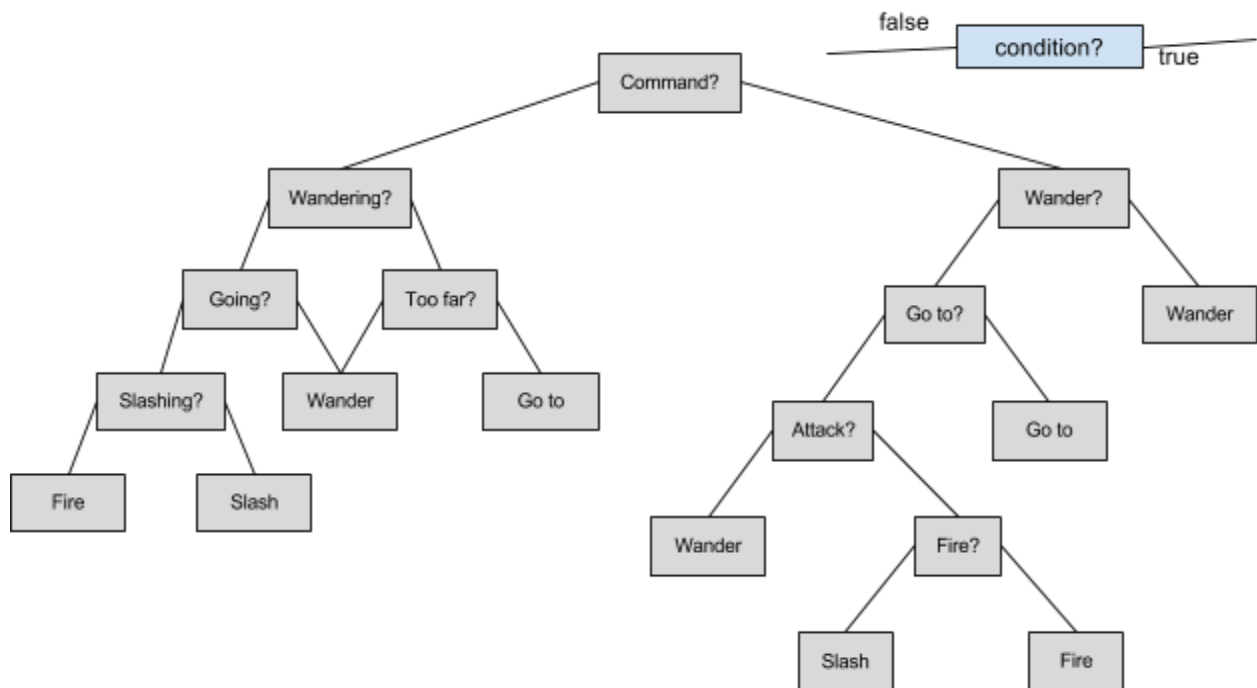 false
condition?
true
Command?
Wandering?
Wander?
Going?
Too far?
Go to?
Wander
Slashing?
Wander
Go to
Attack?
Go to
Fire
Slash
Wander
Fire?
Slash
Fire